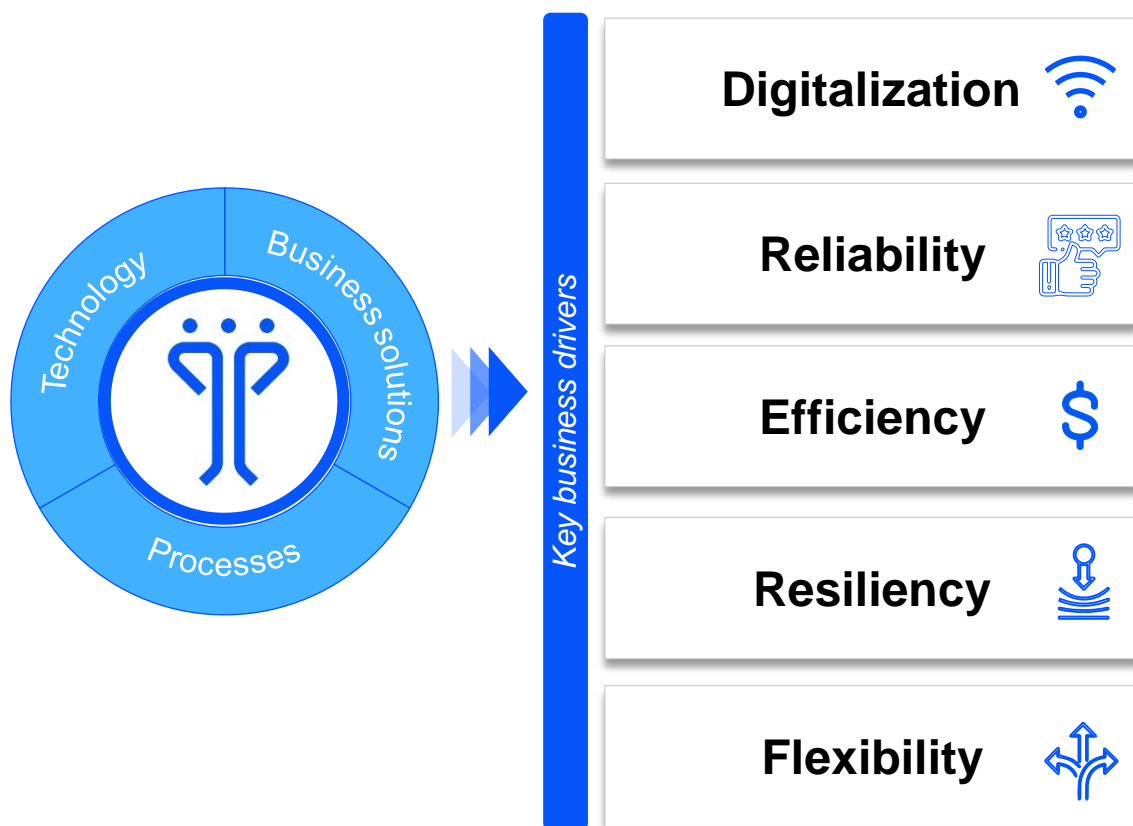 Technology
Business solutions
Processes
Key business drivers
Digitalization
Reliability
Efficiency
$
Resiliency
Flexibility